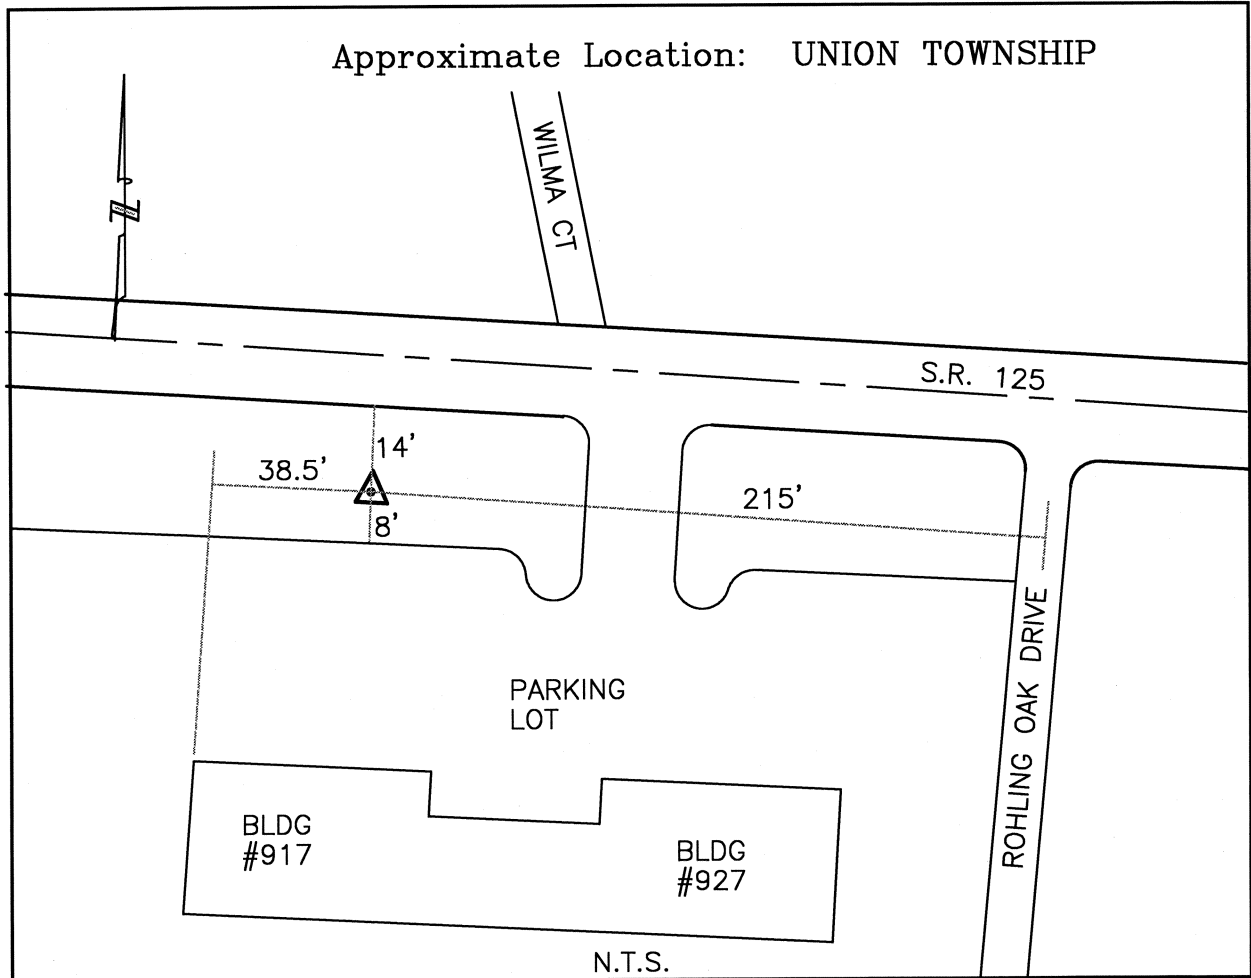 Approximate Location: UNION TOWNSHIP
WILMA CT
N
S.R. 125
14'
38.5'
215'
8'
ROHLING OAK DRIVE
PARKING
LOT
BLDG
#917
BLDG
#927
N.T.S.